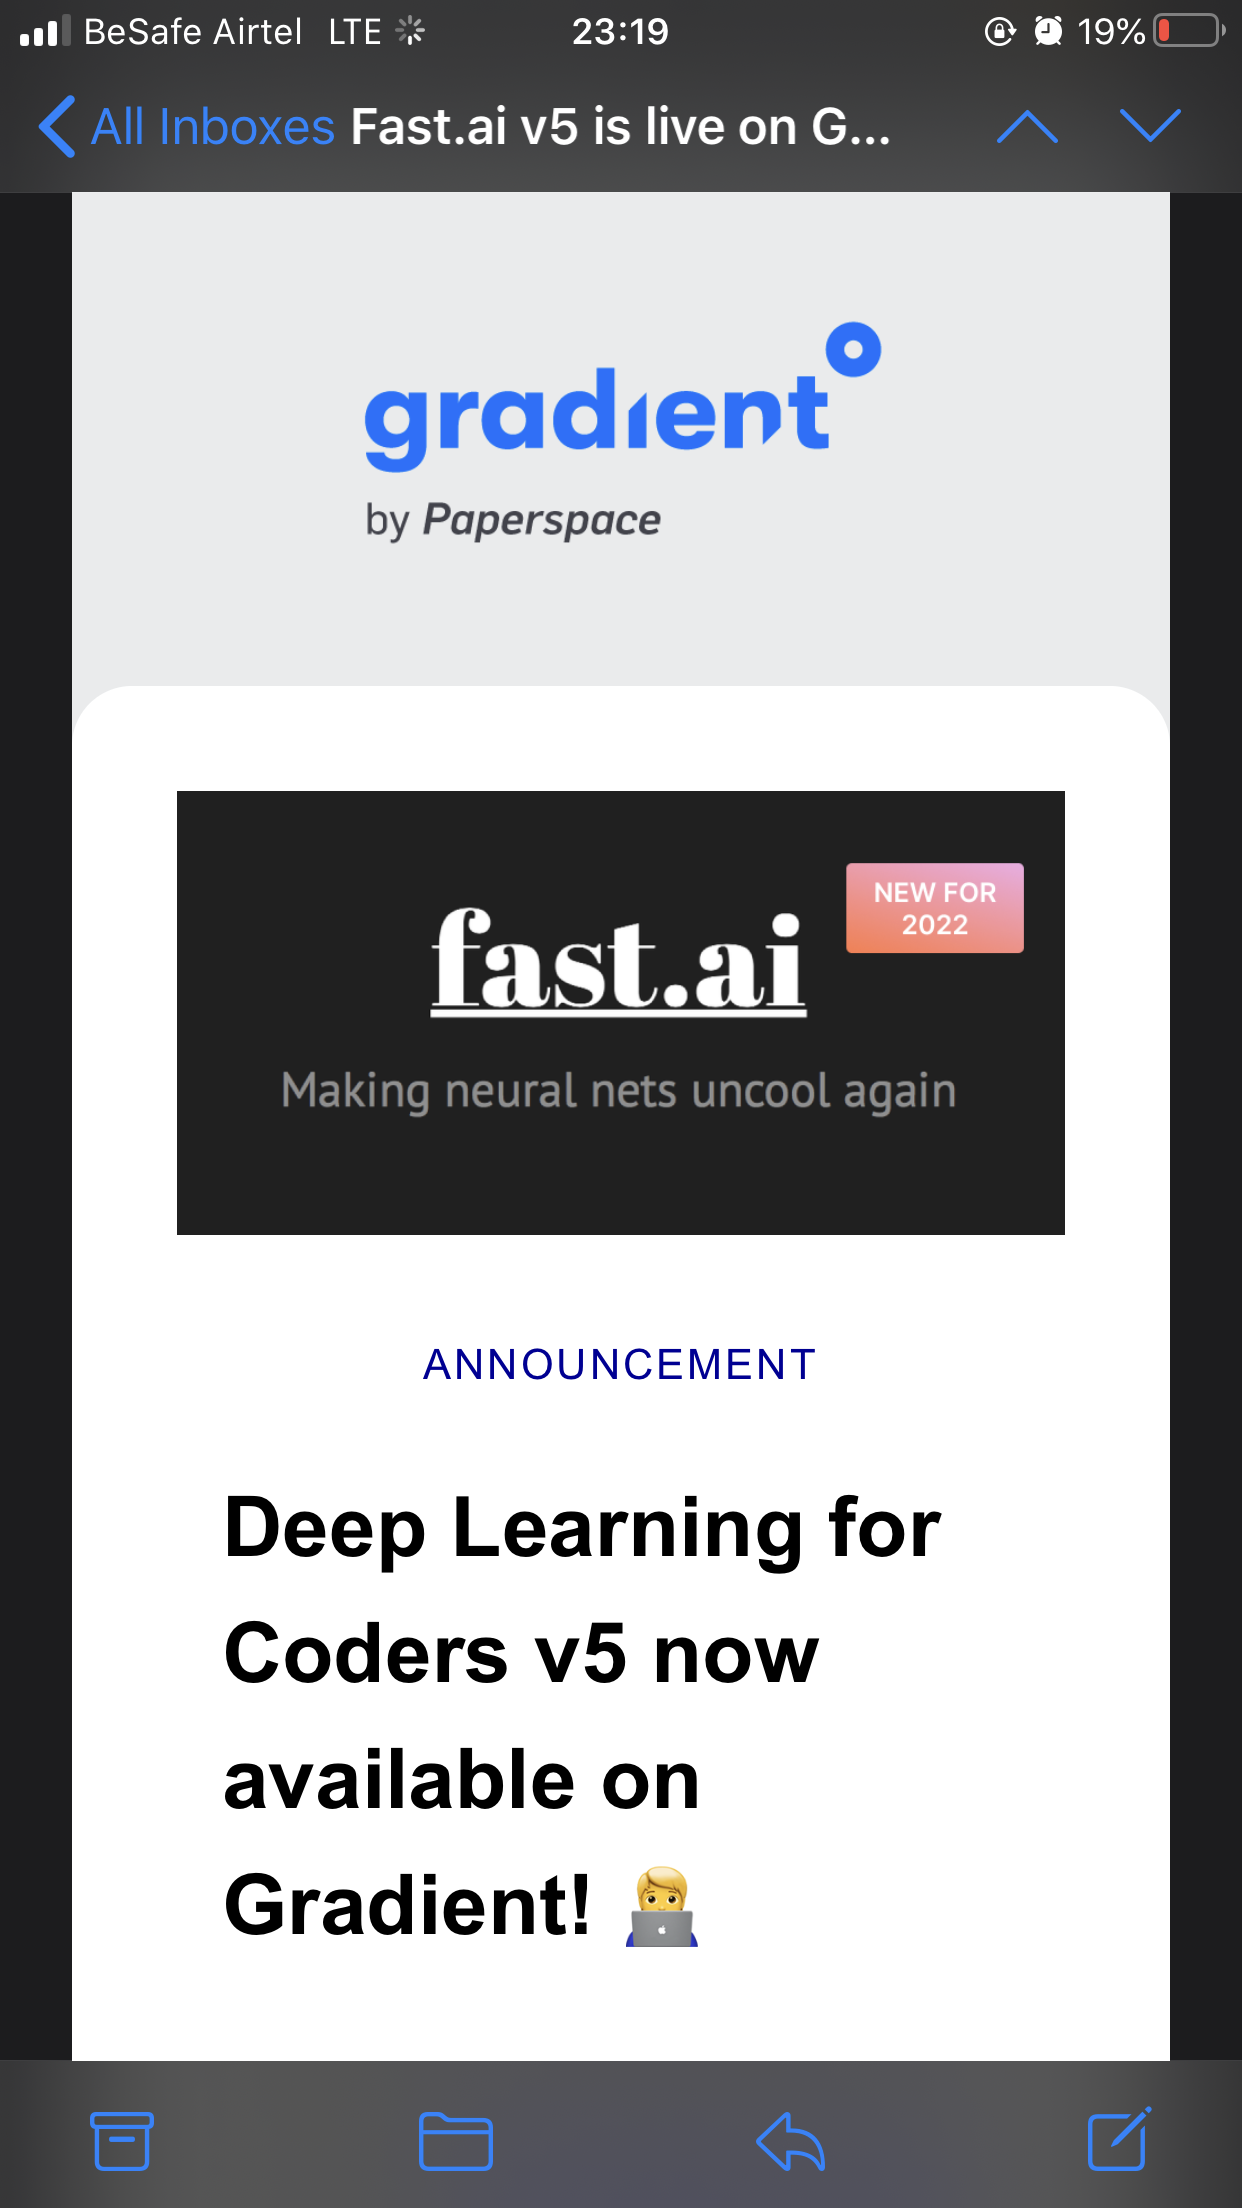 BeSafe Airtel LTE 23:19 19%
All Inboxes Fast.ai v5 is live on G...
gradient
by Paperspace
NEW FOR
2022
fast.ai
Making neural nets uncool again
ANNOUNCEMENT
Deep Learning for
Coders v5 now
available on
Gradient! 👨‍💻